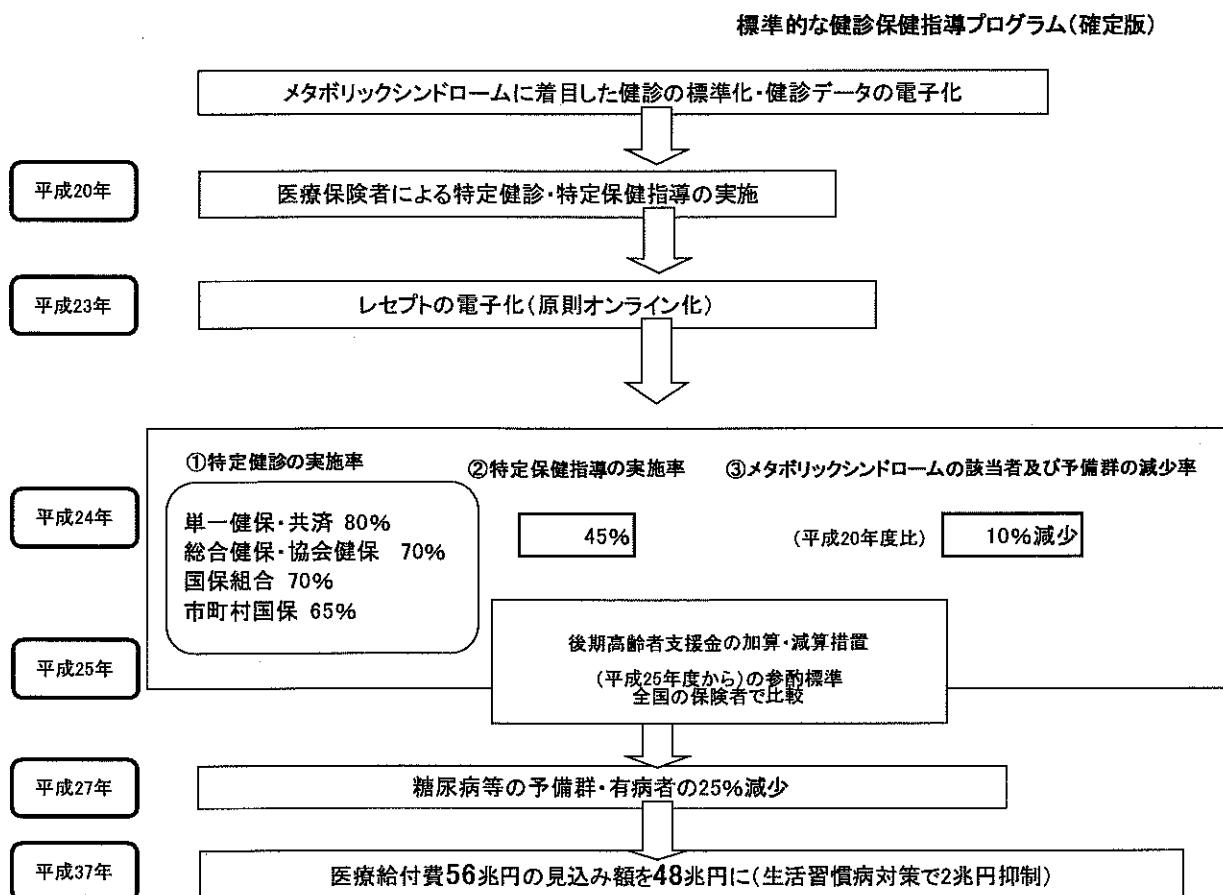 標準的な健診保健指導プログラム(確定版)
メタボリックシンドロームに着目した健診の標準化・健診データの電子化
平成20年
医療保険者による特定健診・特定保健指導の実施
平成23年
レセプトの電子化(原則オンライン化)
平成24年
①特定健診の実施率
単一健保・共済 80%
総合健保・協会健保 70%
国保組合 70%
市町村国保 65%
②特定保健指導の実施率
45%
③メタボリックシンドロームの該当者及び予備群の減少率
(平成20年度比) 10%減少
平成25年
後期高齢者支援金の加算・減算措置
(平成25年度から)の参酌標準
全国の保険者で比較
平成27年
糖尿病等の予備群・有病者の25%減少
平成37年
医療給付費56兆円の見込み額を48兆円に(生活習慣病対策で2兆円抑制)